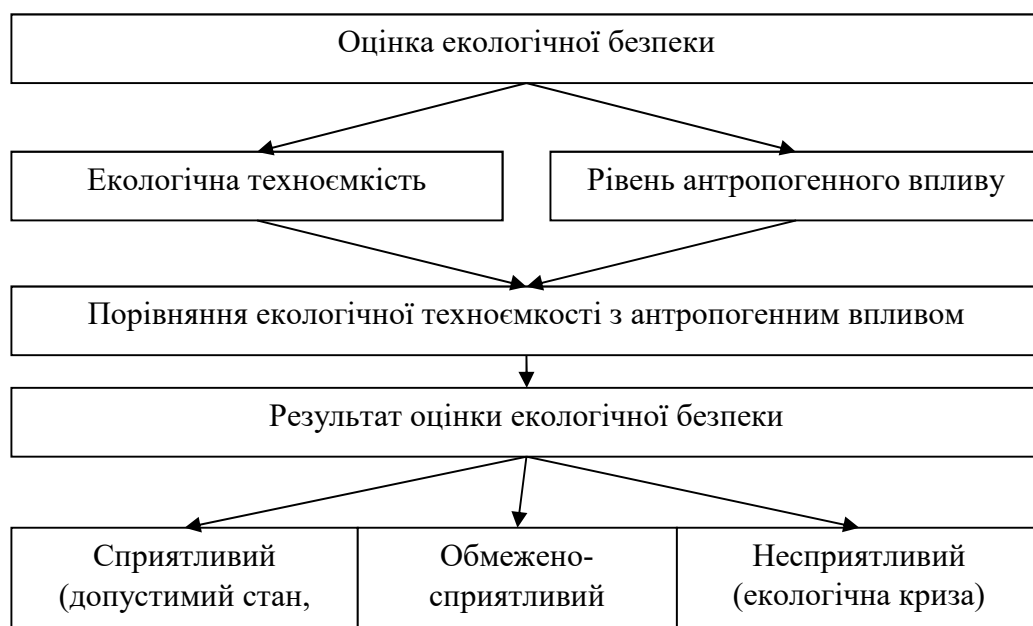 Оцінка екологічної безпеки
Екологічна техноємкість
Рівень антропогенного впливу
Порівняння екологічної техноємкості з антропогенним впливом
Результат оцінки екологічної безпеки
Сприятливий
(допустимий стан,
Обмежено-
сприятливий
Несприятливий
(екологічна криза)